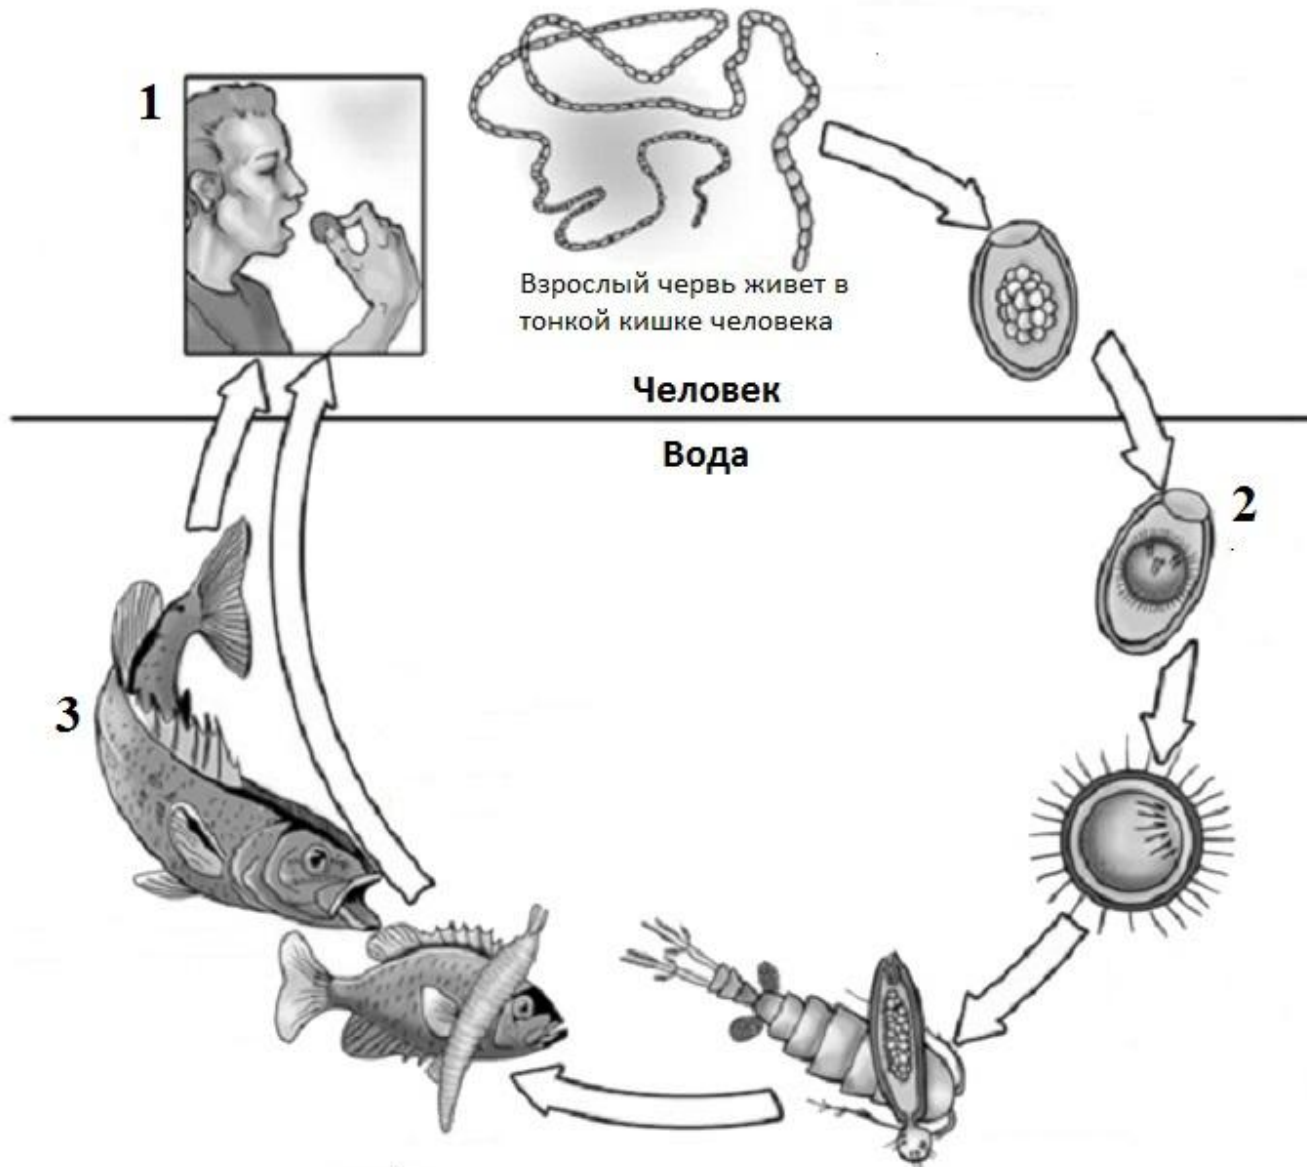 1
Взрослый червь живет в
тонкой кишке человека
Человек
Вода
2
3